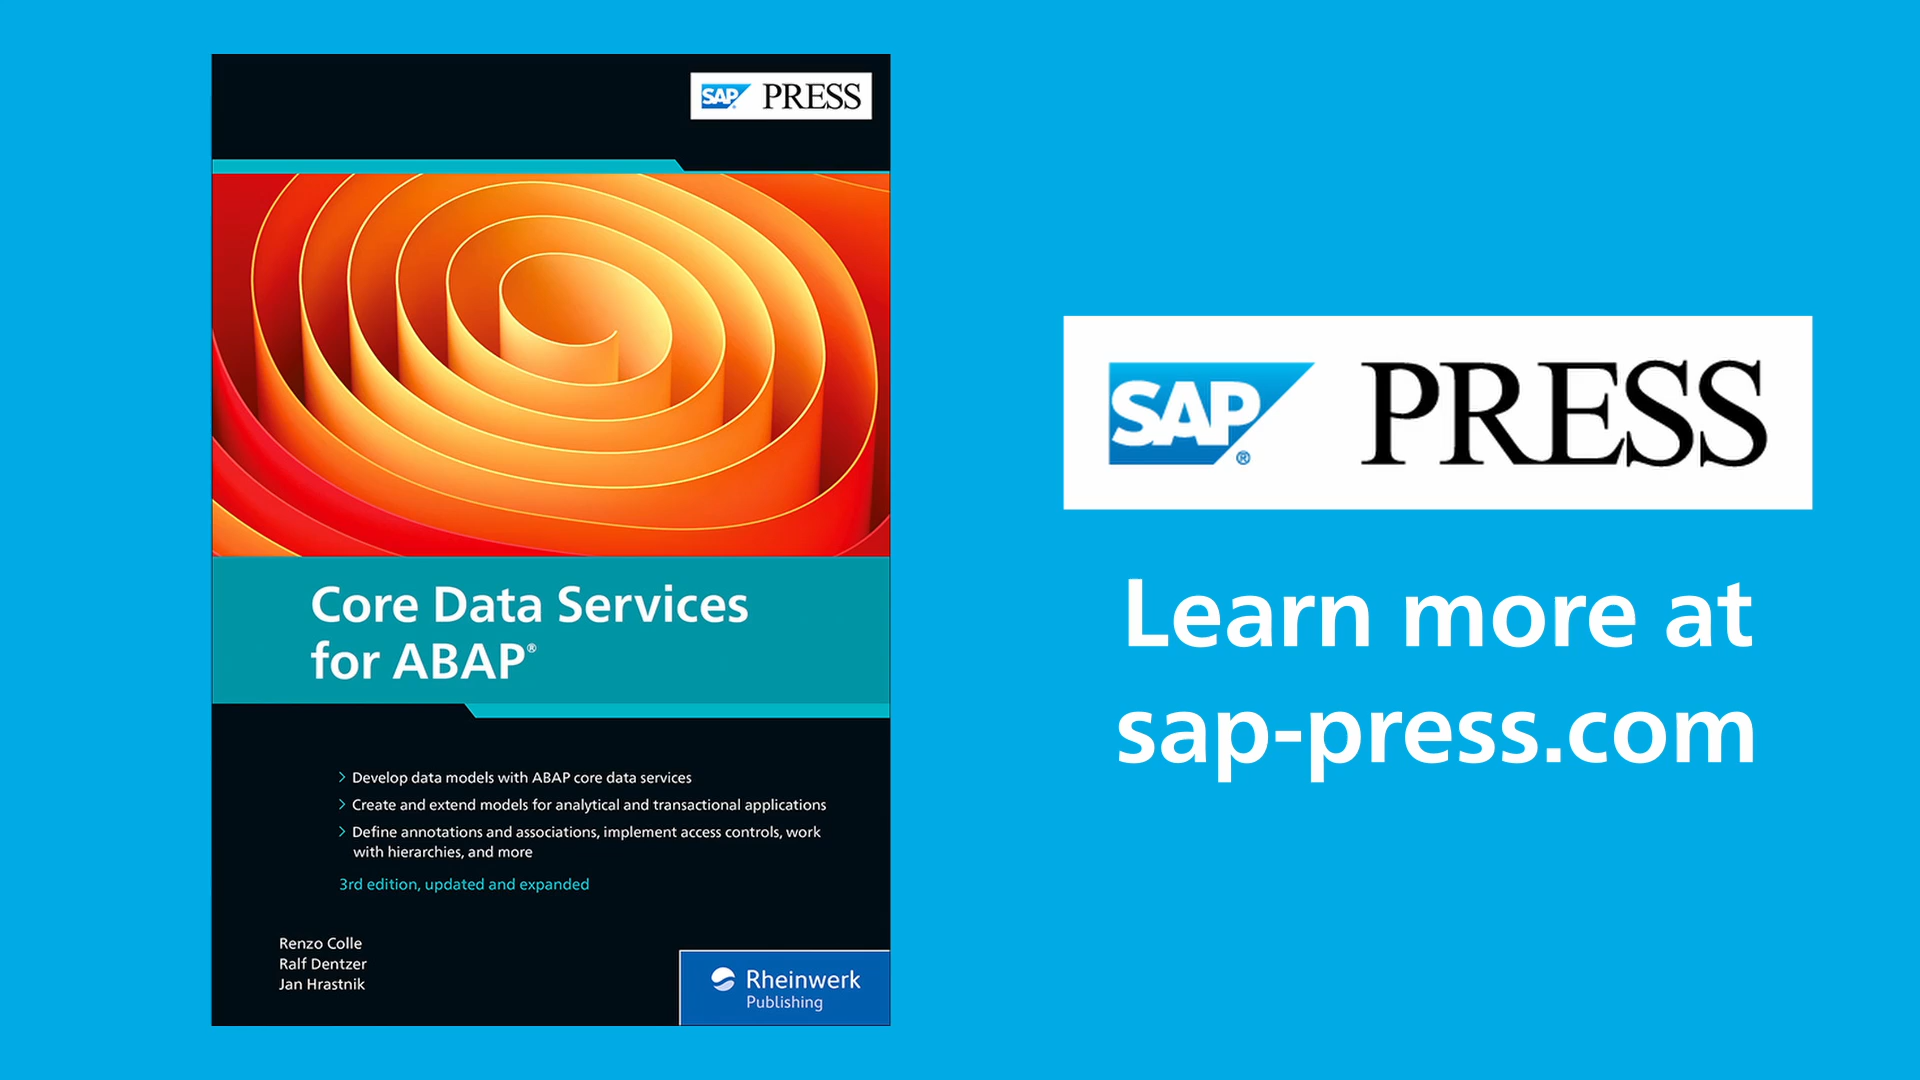 SAP® PRESS
Core Data Services
for ABAP®
> Develop data models with ABAP core data services
> Create and extend models for analytical and transactional applications
> Define annotations and associations, implement access controls, work
with hierarchies, and more
3rd edition, updated and expanded
Renzo Colle
Ralf Dentzer
Jan Hrastnik
Rheinwerk
Publishing
SAP® PRESS
Learn more at
sap-press.com